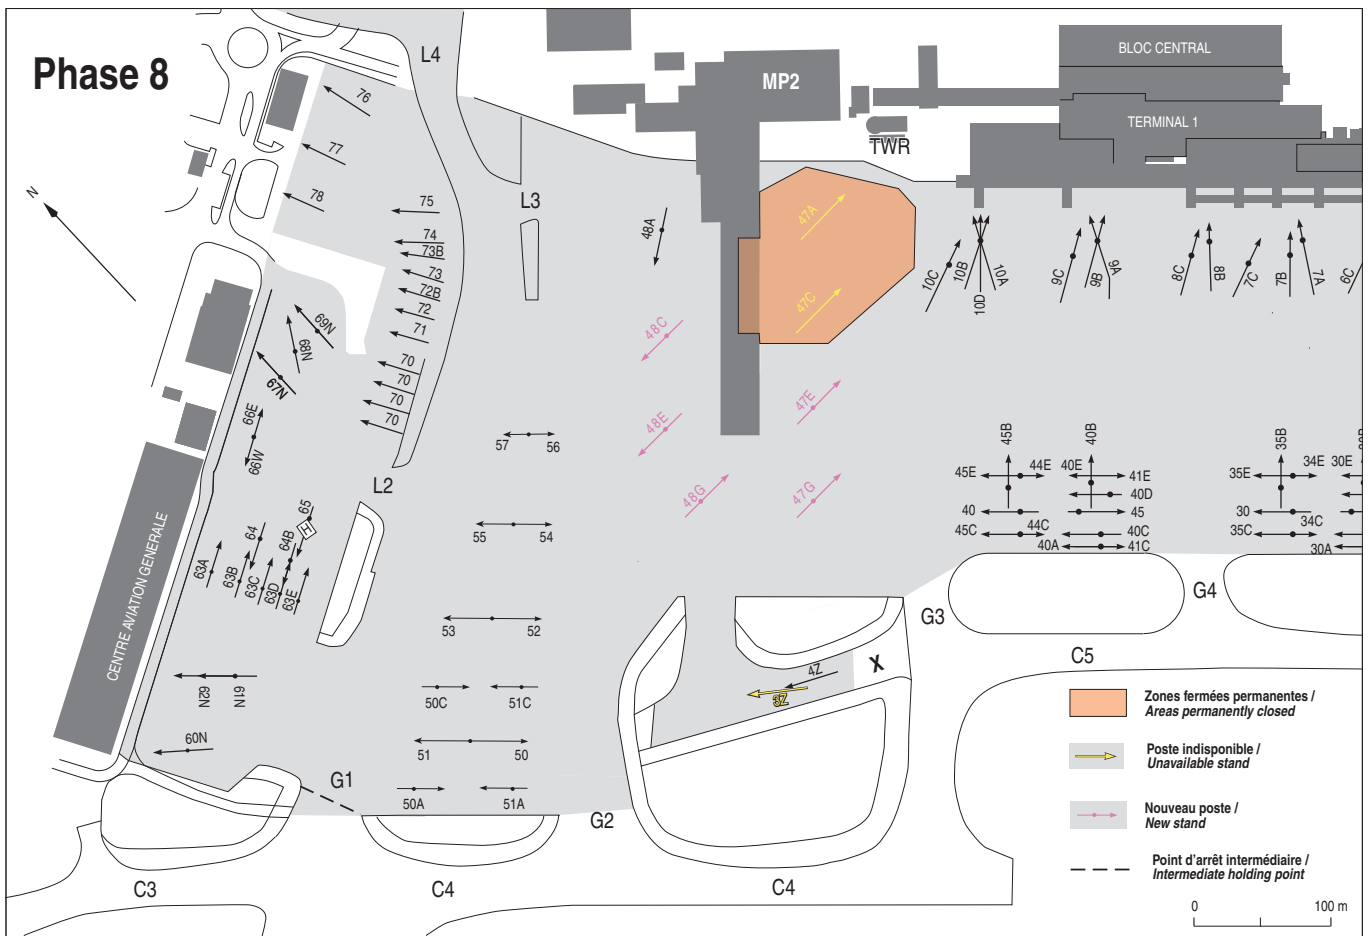 Phase 8
L4
BLOC CENTRAL
MP2
TERMINAL 1
TWR
76
77
78
75
74
73B
73
72B
72
71
70
70
70
70
L3
N
48A
47A
47C
48C
48E
47E
48G
47G
10C
10B
10A
10D
9C
9B
9A
8C
8B
7C
7B
7A
6C
69N
68N
67N
66E
66W
L2
65
H
64
64B
63A
63B
63C
63D
63E
CENTRE AVIATION GENERALE
62N
61N
60N
57
56
55
54
53
52
50C
51C
51
50
50A
51A
45B
40B
35B
45E
44E
40E
41E
40D
40
45
45C
44C
40C
40A
41C
35E
34E
30E
30
34C
35C
30A
G3
G4
C5
4Z
3Z
X
G1
G2
C3
C4
C4
Zones fermées permanentes /
Areas permanently closed
Poste indisponible /
Unavailable stand
Nouveau poste /
New stand
Point d'arrêt intermédiaire /
Intermediate holding point
0 100 m